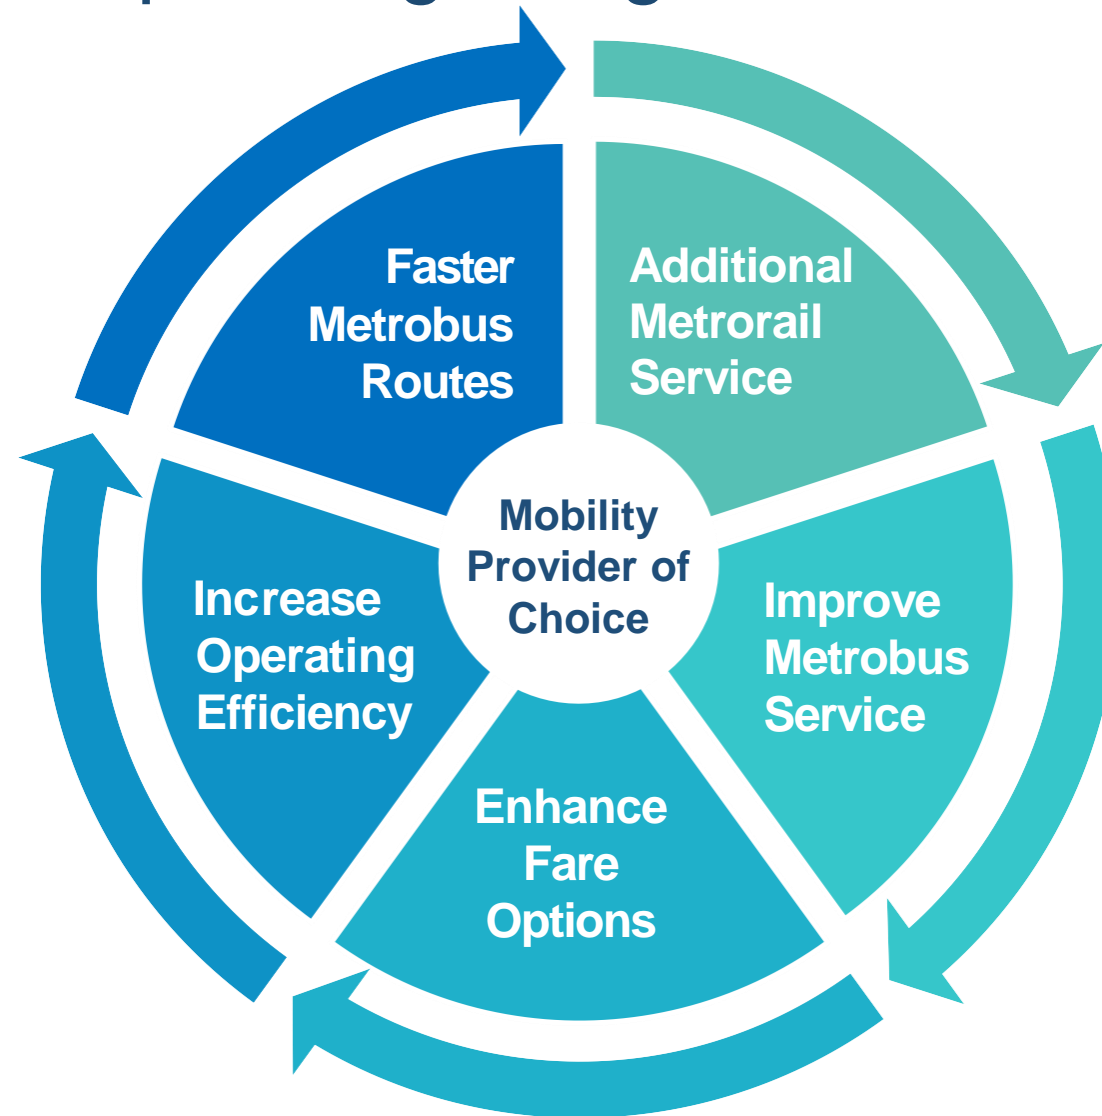 Faster
Metrobus
Routes
Additional
Metrorail
Service
Mobility
Provider of
Choice
Increase
Operating
Efficiency
Improve
Metrobus
Service
Enhance
Fare
Options